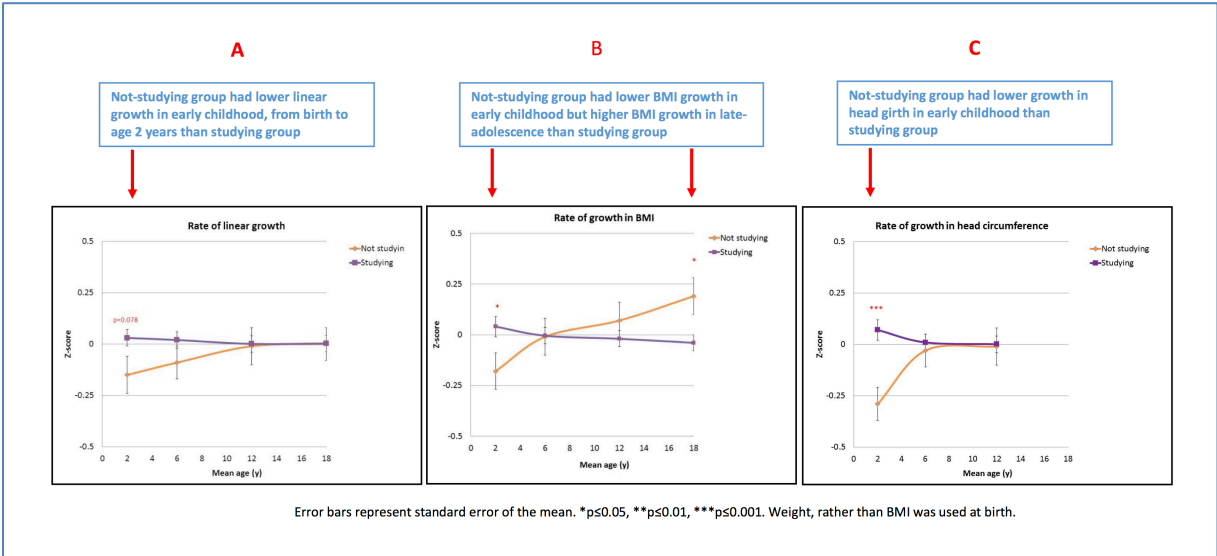 A
B
C
Not-studying group had lower linear
growth in early childhood, from birth to
age 2 years than studying group
Not-studying group had lower BMI growth in
early childhood but higher BMI growth in late-
adolescence than studying group
Not-studying group had lower growth in
head girth in early childhood than
studying group
Rate of linear growth
0.5
0.25
0
-0.25
-0.5
Z-score
p=0.078
Not studyin
Studying
0 2 4 6 8 10 12 14 16 18
Mean age (y)
Rate of growth in BMI
0.5
0.25
0
-0.25
-0.5
Z-score
*
*
Not studying
Studying
0 2 4 6 8 10 12 14 16 18
Mean age (y)
Rate of growth in head circumference
0.5
0.25
0
-0.25
-0.5
Z-score
***
Not studying
Studying
0 2 4 6 8 10 12 14 16 18
Mean age (y)
Error bars represent standard error of the mean. *p≤0.05, **p≤0.01, ***p≤0.001. Weight, rather than BMI was used at birth.